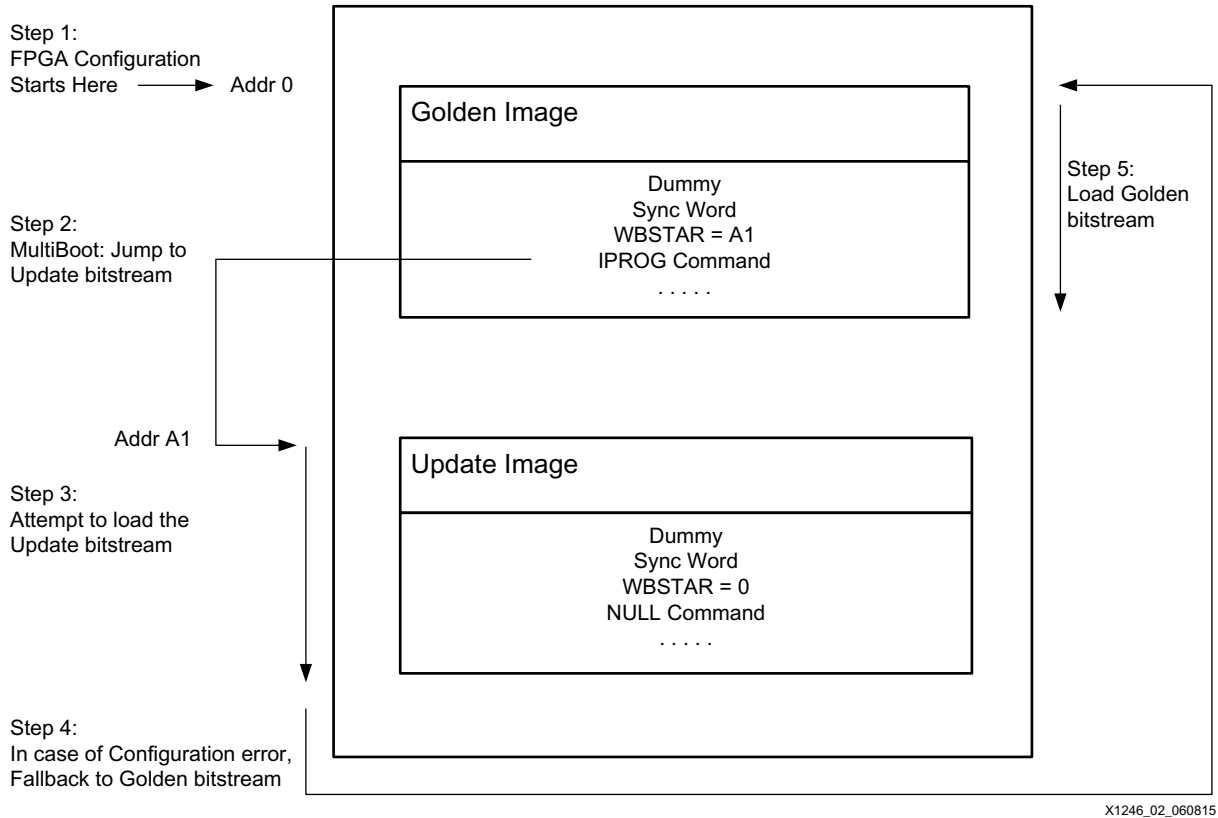 Step 1:
FPGA Configuration
Starts Here
Addr 0
Golden Image
Dummy
Sync Word
WBSTAR = A1
IPROG Command
. . . . .
Step 2:
MultiBoot: Jump to
Update bitstream
Step 5:
Load Golden
bitstream
Addr A1
Step 3:
Attempt to load the
Update bitstream
Update Image
Dummy
Sync Word
WBSTAR = 0
NULL Command
. . . . .
Step 4:
In case of Configuration error,
Fallback to Golden bitstream
X1246_02_060815